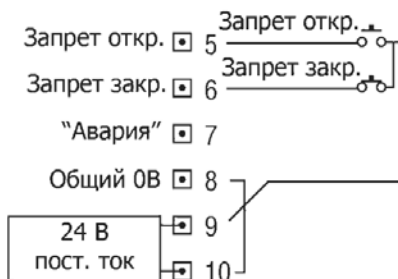 Запрет откр. 5 Запрет откр.
Запрет закр. 6 Запрет закр.
"Авария" 7
Общий 0В 8
9
24 В
пост. ток
10